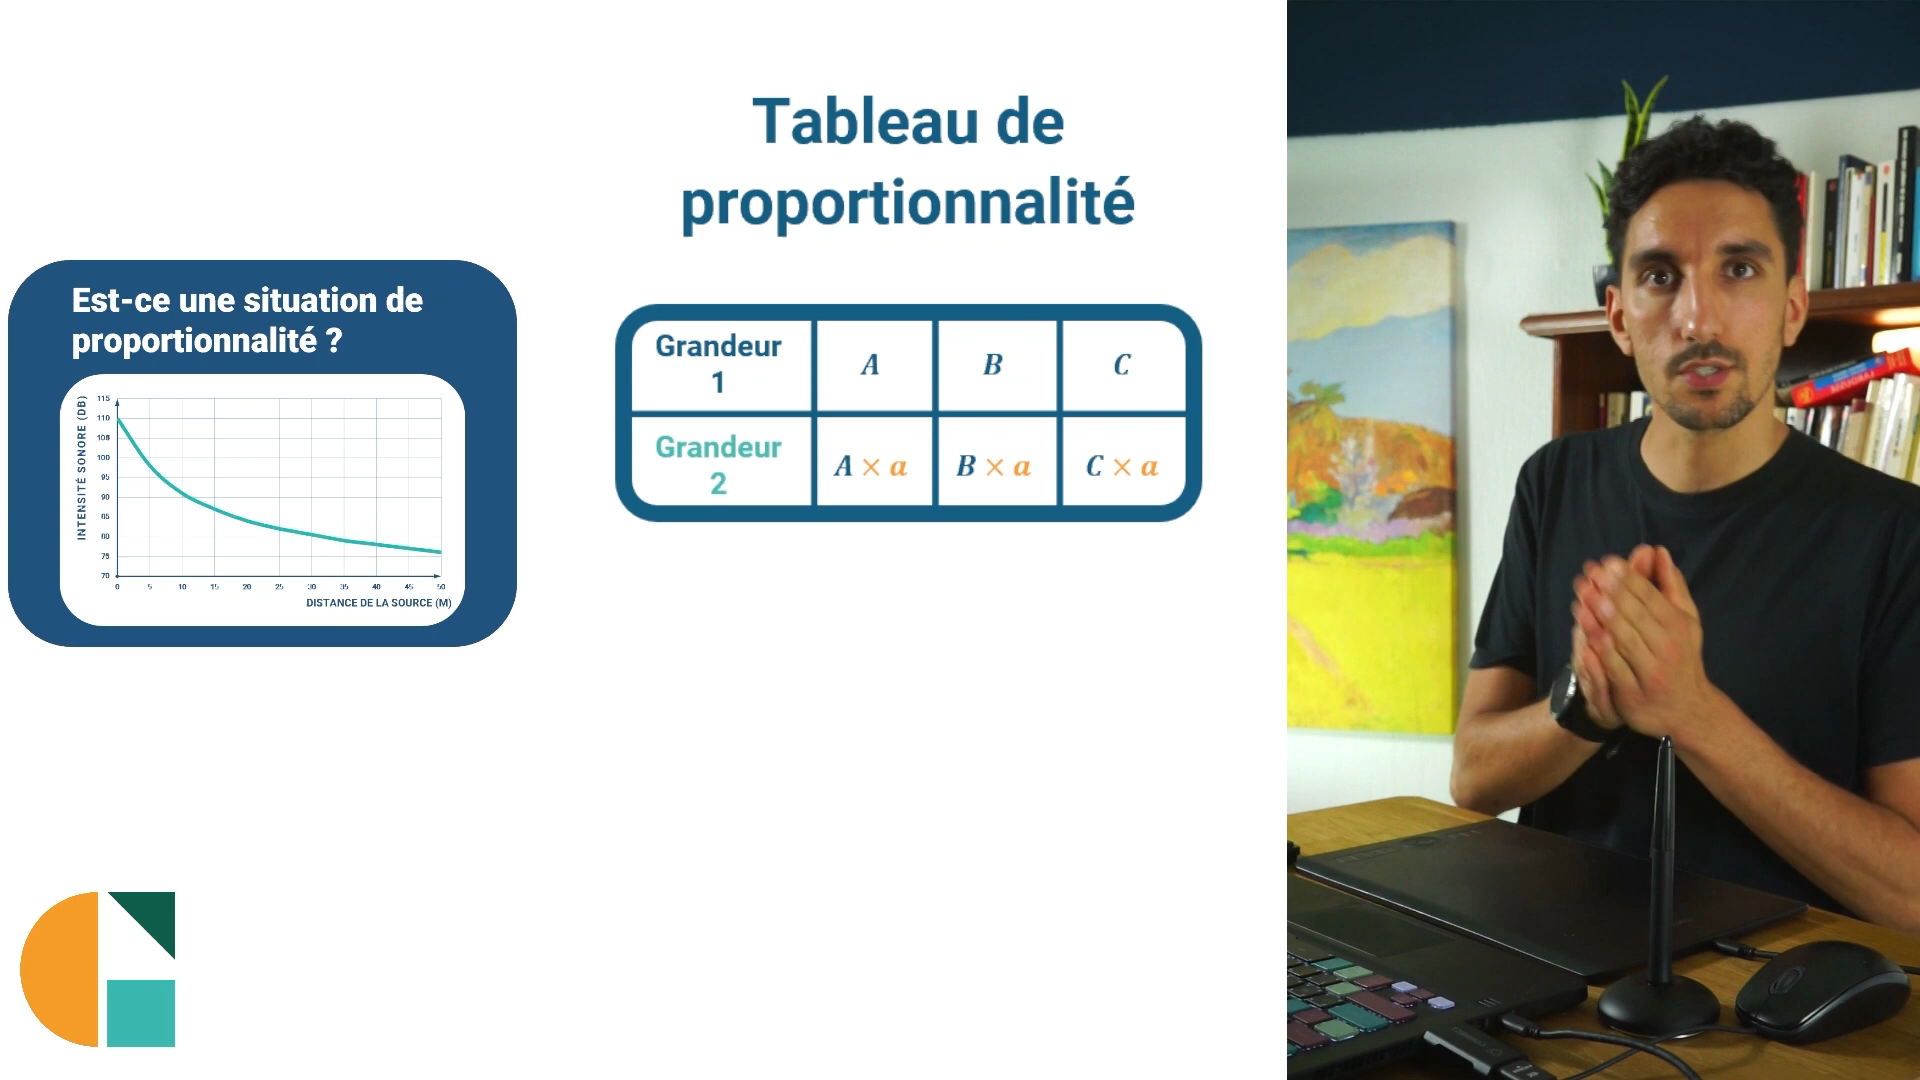 Tableau de
proportionnalité
Est-ce une situation de
proportionnalité ?
INTENSITÉ SONORE (DB)
115
110
105
100
95
90
85
80
75
70
0 5 10 15 20 25 30 35 40 45 50
DISTANCE DE LA SOURCE (M)
Grandeur
1
A B C
Grandeur
2
A × a B × a C × a